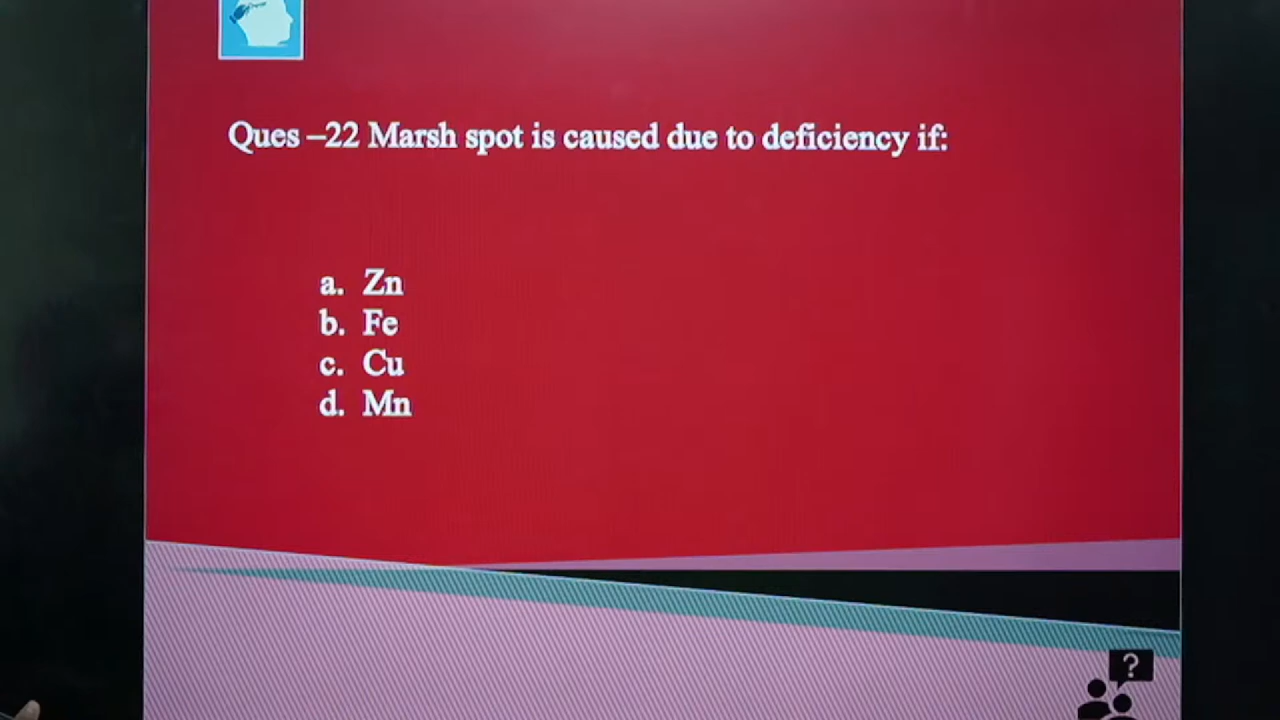 Ques –22 Marsh spot is caused due to deficiency if:
a. Zn
b. Fe
c. Cu
d. Mn
?